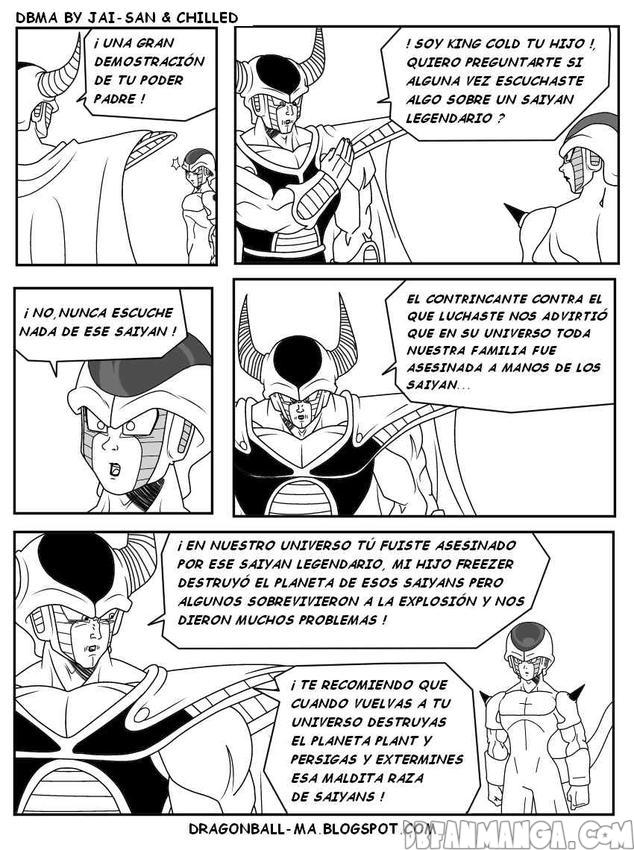 DBMA BY JAI-SAN & CHILLED
¡ UNA GRAN
DEMOSTRACIÓN
DE TU PODER
PADRE !
! SOY KING COLD TU HIJO !,
QUIERO PREGUNTARTE SI
ALGUNA VEZ ESCUCHASTE
ALGO SOBRE UN SAIYAN
LEGENDARIO ?
¡ NO,NUNCA ESCUCHE
NADA DE ESE SAIYAN !
EL CONTRINCANTE CONTRA EL
QUE LUCHASTE NOS ADVIRTIÓ
QUE EN SU UNIVERSO TODA
NUESTRA FAMILIA FUE
ASESINADA A MANOS DE LOS
SAIYAN...
¡ EN NUESTRO UNIVERSO TÚ FUISTE ASESINADO
POR ESE SAIYAN LEGENDARIO, MI HIJO FREEZER
DESTRUYÓ EL PLANETA DE ESOS SAIYANS PERO
ALGUNOS SOBREVIVIERON A LA EXPLOSIÓN Y NOS
DIERON MUCHOS PROBLEMAS !
¡ TE RECOMIENDO QUE
CUANDO VUELVAS A TU
UNIVERSO DESTRUYAS
EL PLANETA PLANT Y
PERSIGAS Y EXTERMINES
ESA MALDITA RAZA
DE SAIYANS !
DRAGONBALL-MA.BLOGSPOT.COM
DBFANMANGA.COM